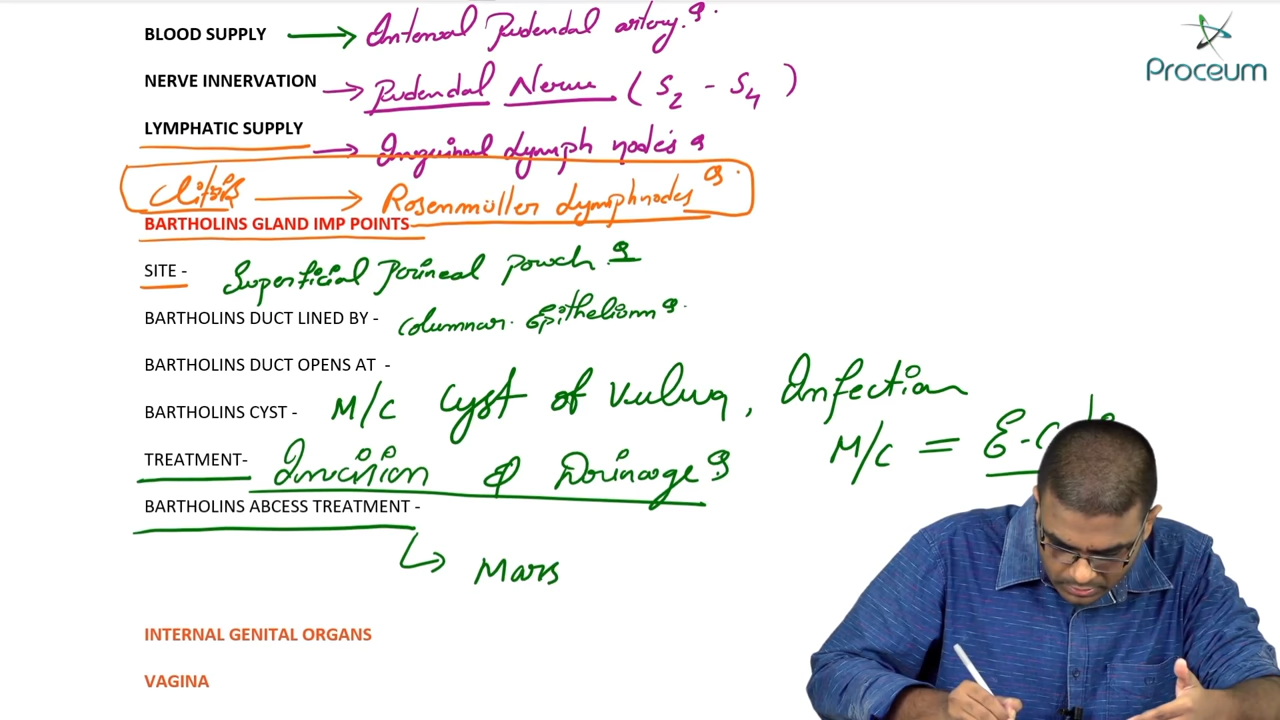 BLOOD SUPPLY → Internal Pudendal artery.
Proceum
NERVE INNERVATION → Pudendal Nerve ( S2 - S4 )
LYMPHATIC SUPPLY → Inguinal Lymph nodes
Clitoris → Rosenmüller Lymphnodes
BARTHOLINS GLAND IMP POINTS
SITE - Superficial Perineal Pouch.
BARTHOLINS DUCT LINED BY - Columnar. Epithelium.
BARTHOLINS DUCT OPENS AT -
BARTHOLINS CYST - M/C Cyst of Vulva, Infection
M/C =
TREATMENT- Incision & Drainage
BARTHOLINS ABCESS TREATMENT -
↳ Mars
INTERNAL GENITAL ORGANS
VAGINA